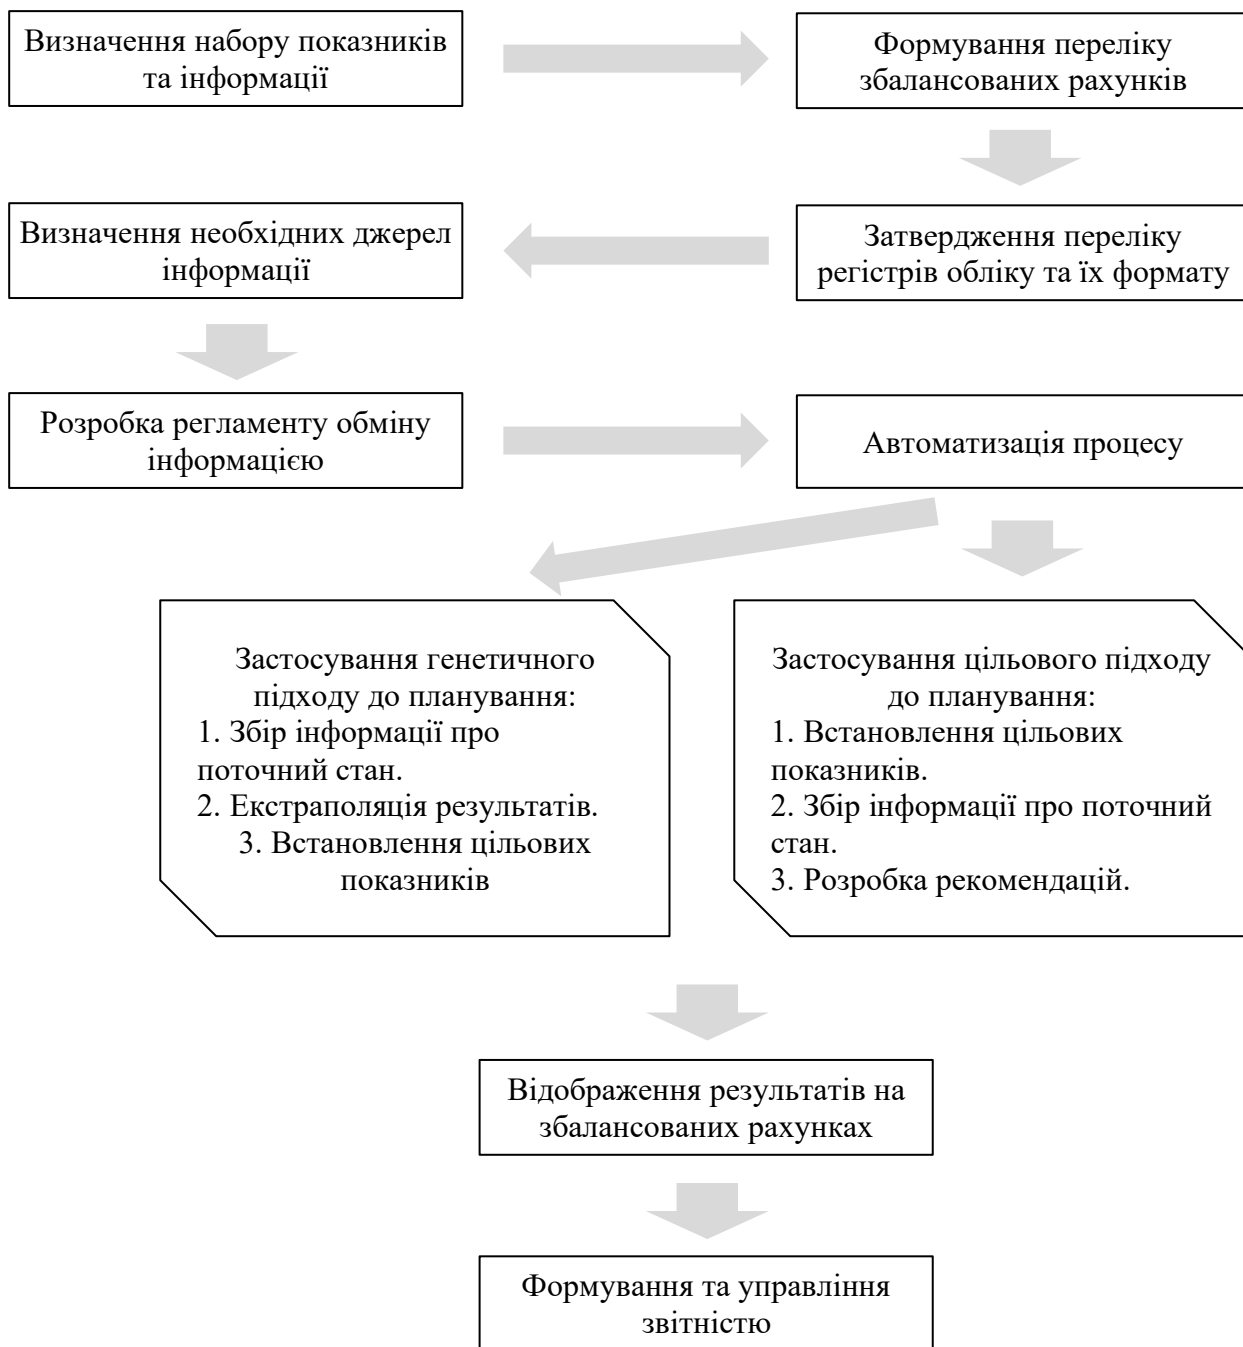 Визначення набору показників
та інформації
Формування переліку
збалансованих рахунків
Визначення необхідних джерел
інформації
Затвердження переліку
регістрів обліку та їх формату
Розробка регламенту обміну
інформацією
Автоматизація процесу
Застосування генетичного
підходу до планування:
1. Збір інформації про
поточний стан.
2. Екстраполяція результатів.
3. Встановлення цільових
показників
Застосування цільового підходу
до планування:
1. Встановлення цільових
показників.
2. Збір інформації про поточний
стан.
3. Розробка рекомендацій.
Відображення результатів на
збалансованих рахунках
Формування та управління
звітністю